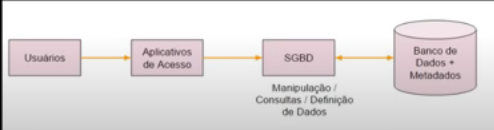 Usuários
Aplicativos
de Acesso
SGBD
Banco de
Dados +
Metadados
Manipulação /
Consultas / Definição
de Dados